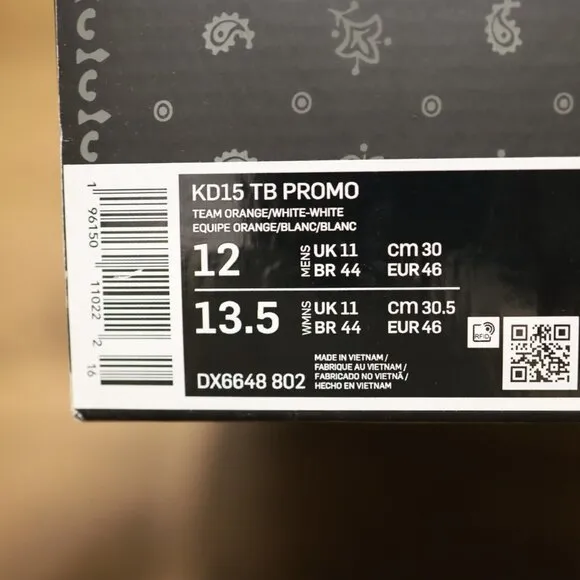 KD15 TB PROMO
TEAM ORANGE/WHITE-WHITE
EQUIPE ORANGE/BLANC/BLANC
12 MENS UK 11 CM 30
BR 44 EUR 46
13.5 WMNS UK 11 CM 30.5
BR 44 EUR 46
RFID
DX6648 802
MADE IN VIETNAM /
FABRIQUE AU VIETNAM /
FABRICADO NO VIETNÃ /
HECHO EN VIETNAM
1 96150 11022 2 16